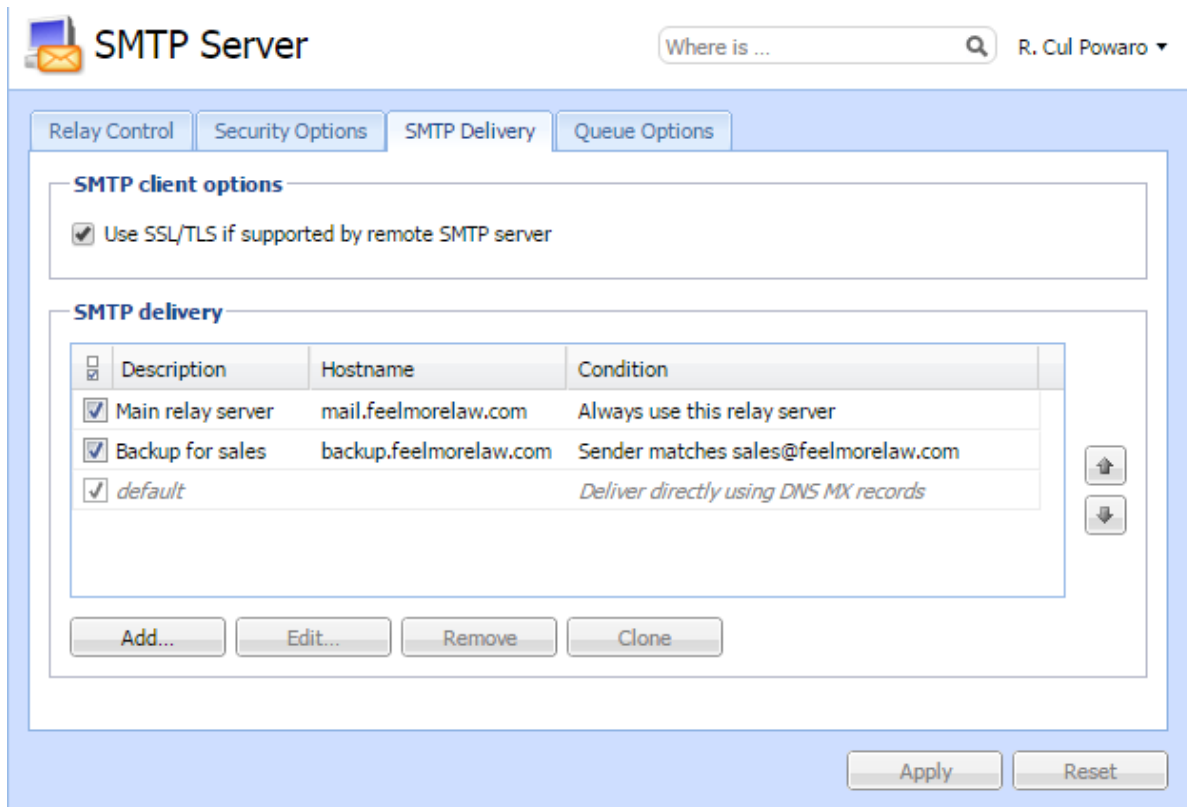 SMTP Server
Where is ...
R. Cul Powaro
Relay Control
Security Options
SMTP Delivery
Queue Options
SMTP client options
Use SSL/TLS if supported by remote SMTP server
SMTP delivery
Description Hostname Condition
Main relay server mail.feelmorelaw.com Always use this relay server
Backup for sales backup.feelmorelaw.com Sender matches sales@feelmorelaw.com
default Deliver directly using DNS MX records
Add... Edit... Remove Clone
Apply Reset